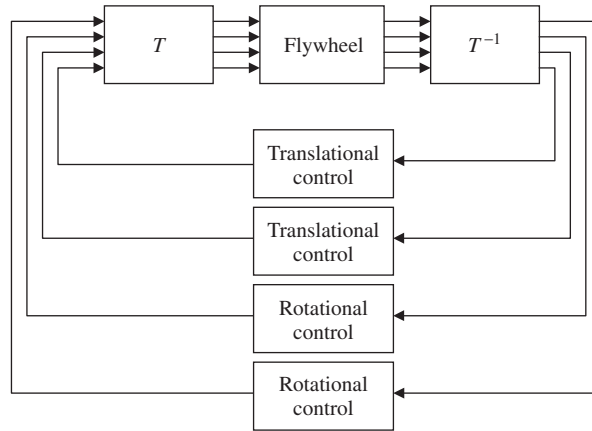 T
Flywheel
T⁻¹
Translational
control
Translational
control
Rotational
control
Rotational
control